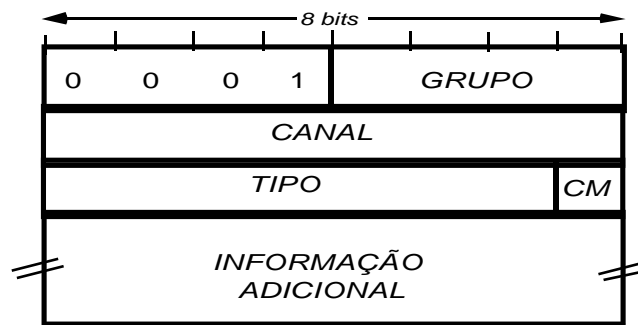 8 bits
0 0 0 1 GRUPO
CANAL
TIPO CM
INFORMAÇÃO
ADICIONAL